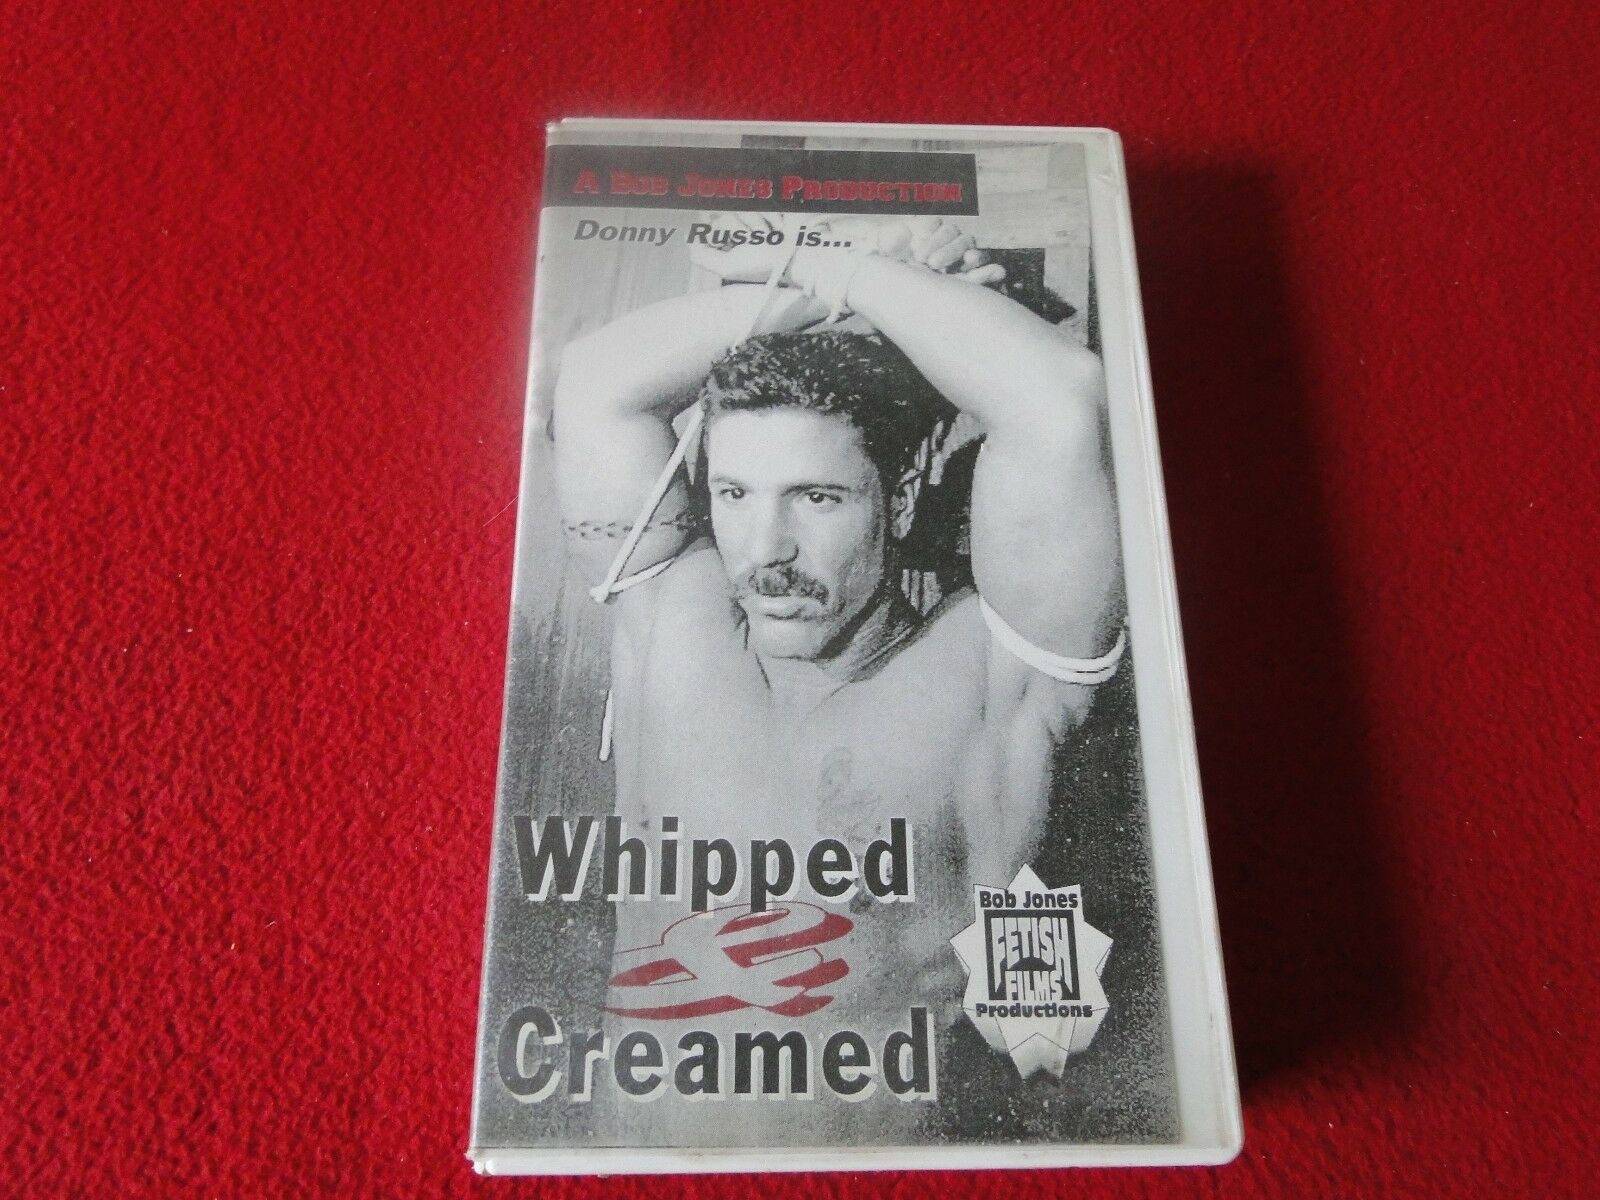 A Bob Jones Production
Donny Russo is...
Whipped
&
Creamed
Bob Jones
FETISH
FILMS
Productions